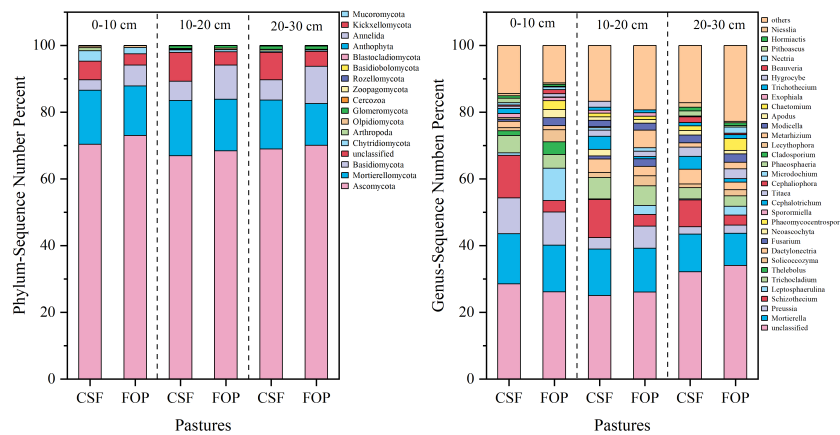 0-10 cm
10-20 cm
20-30 cm
Phylum-Sequence Number Percent
100
80
60
40
20
0
CSF FOP CSF FOP CSF FOP
Pastures
Mucoromycota
Kickxellomycota
Annelida
Anthophyta
Blastocladiomycota
Basidiobolomycota
Rozellomycota
Zoopagomycota
Cercozoa
Glomeromycota
Olpidiomycota
Arthropoda
Chytridiomycota
unclassified
Basidiomycota
Mortierellomycota
Ascomycota
0-10 cm
10-20 cm
20-30 cm
Genus-Sequence Numben Percent
100
80
60
40
20
0
CSF FOP CSF FOP CSF FOP
Pastures
others
Niesslia
Hormiactis
Pithoascus
Nectria
Beauveria
Hygrocybe
Trichothecium
Exophiala
Chaetomium
Apodus
Modicella
Metarhizium
Lecythophora
Cladosporium
Phaeosphaeria
Microdochium
Cephaliophora
Titaea
Cephalotrichum
Sporormiella
Phaeomycocentrospor
Neoascochyta
Fusarium
Dactylonectria
Solicoccozyma
Thelebolus
Trichocladium
Leptosphaerulina
Schizothecium
Preussia
Mortierella
unclassified